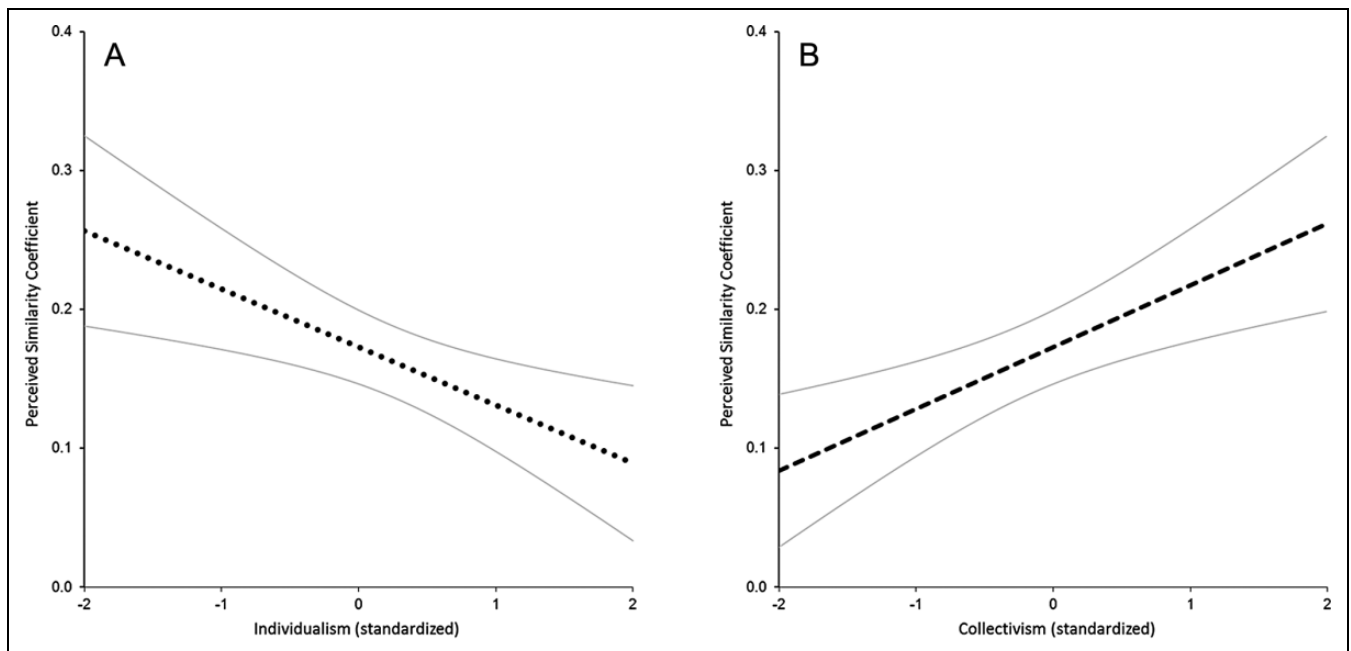 A
Perceived Similarity Coefficient
0.4
0.3
0.2
0.1
0.0
-2 -1 0 1 2
Individualism (standardized)
B
Perceived Similarity Coefficient
0.4
0.3
0.2
0.1
0.0
-2 -1 0 1 2
Collectivism (standardized)